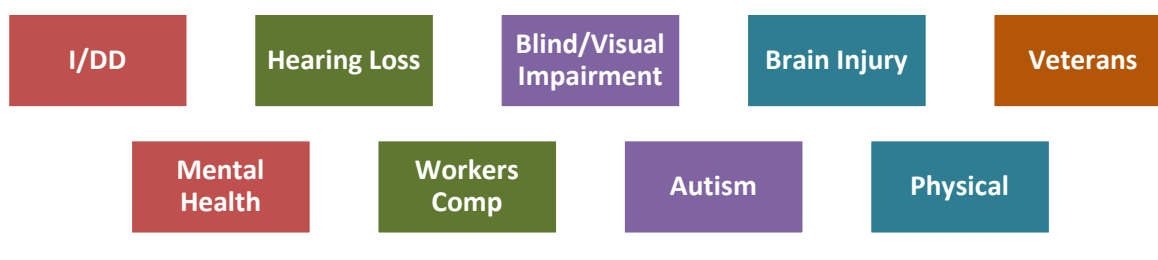 I/DD
Hearing Loss
Blind/Visual
Impairment
Brain Injury
Veterans
Mental
Health
Workers
Comp
Autism
Physical